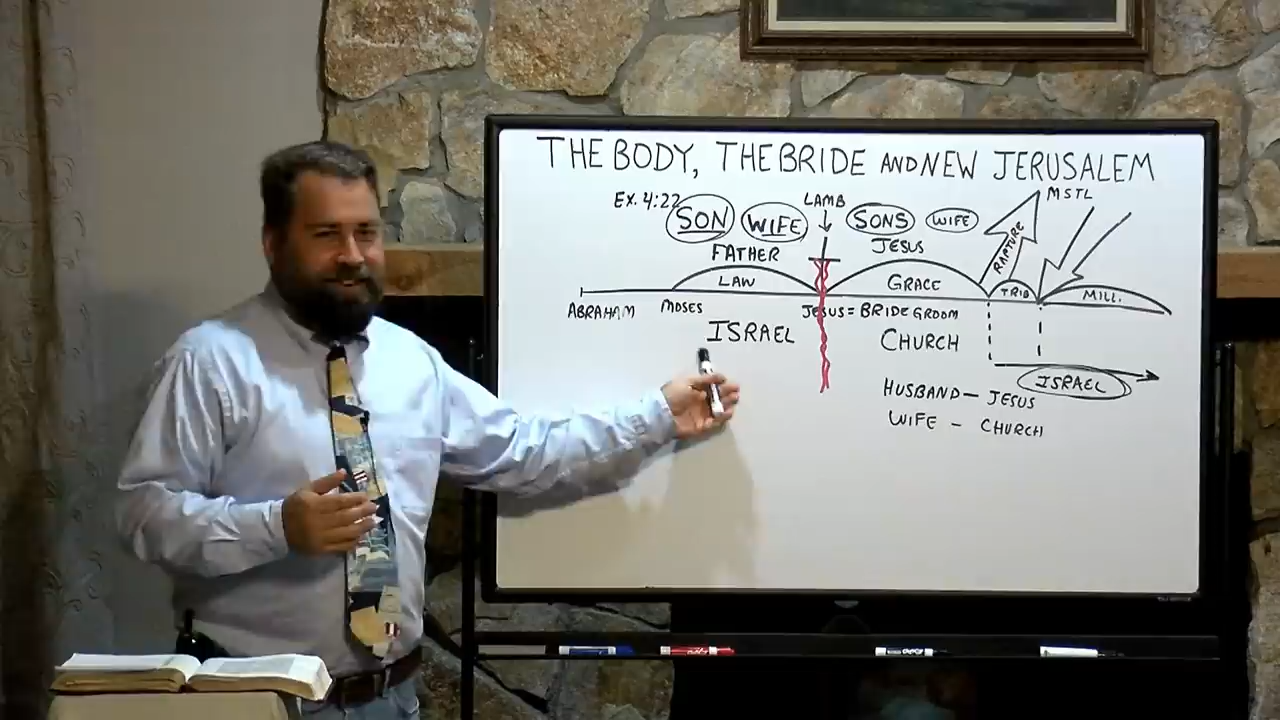 THE BODY, THE BRIDE AND NEW JERUSALEM
EX. 4:22 SON WIFE LAMB SONS WIFE MSTL
FATHER JESUS RAPTURE
LAW GRACE TRIB MILL.
ABRAHAM MOSES JESUS = BRIDEGROOM
ISRAEL CHURCH
ISRAEL
HUSBAND - JESUS
WIFE - CHURCH